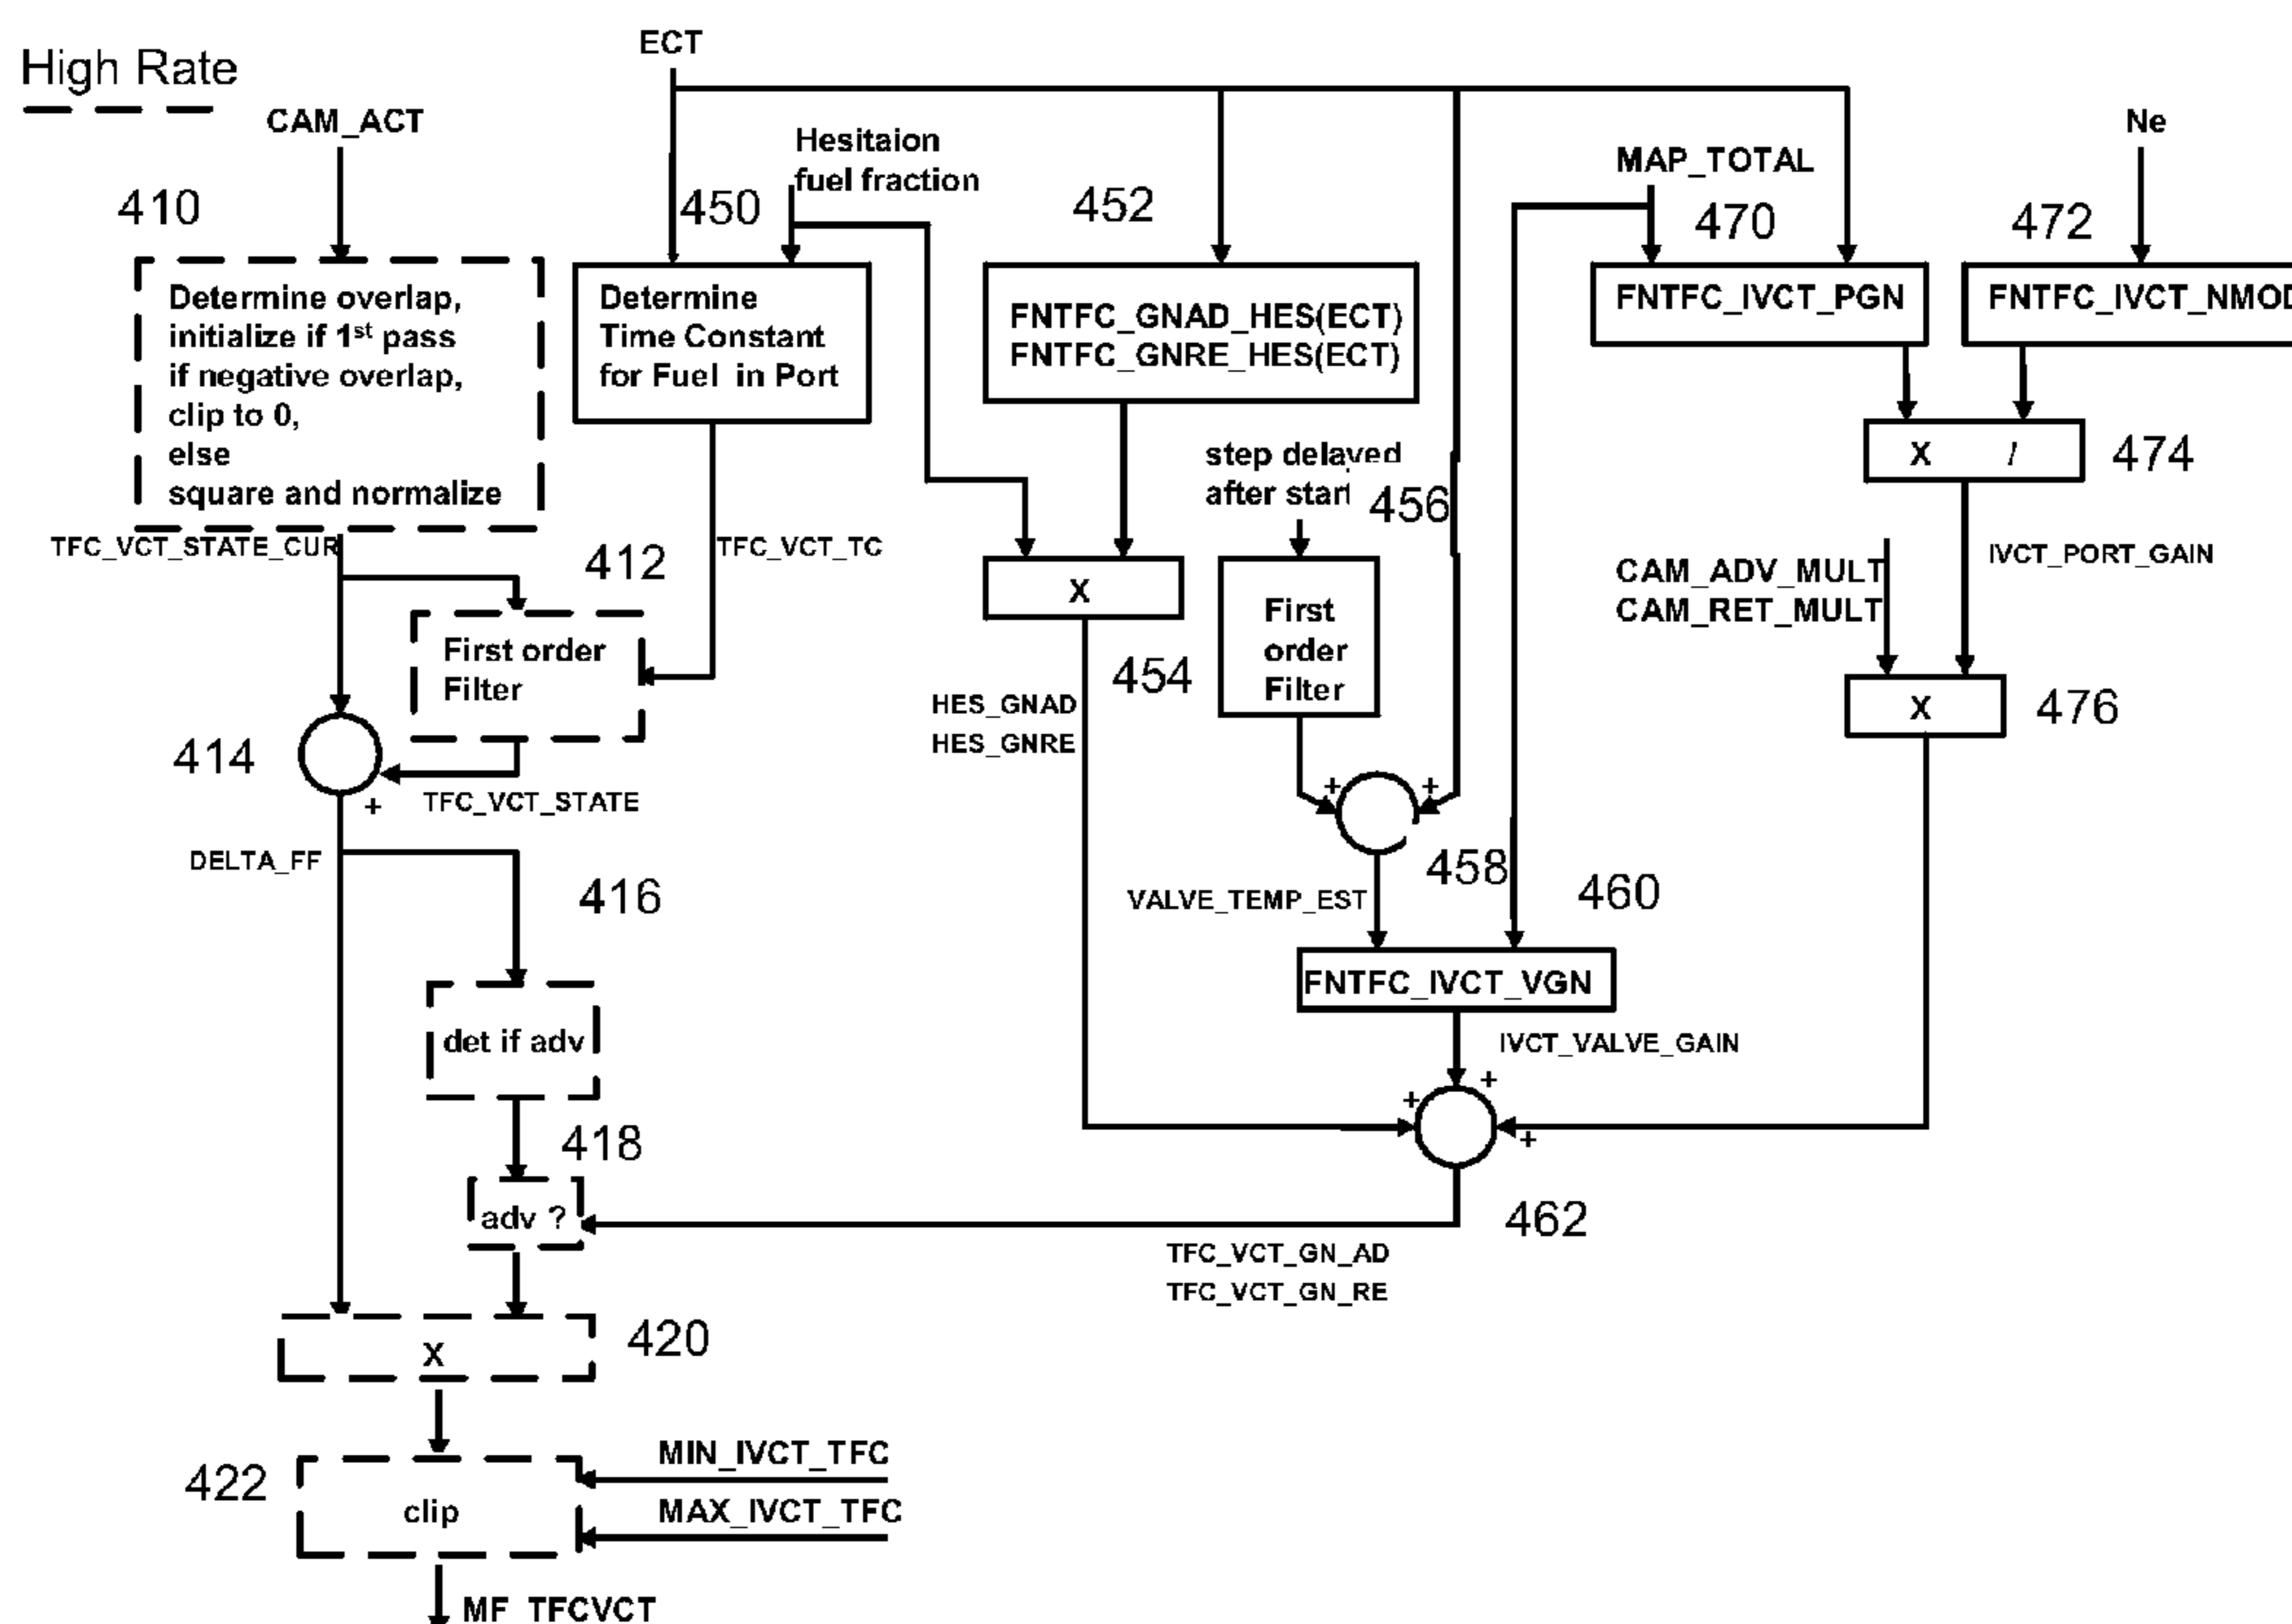 High Rate
ECT
CAM_ACT
Hesitaion
fuel fraction
MAP_TOTAL
Ne
410
450
452
470
472
Determine overlap,
initialize if 1st pass
if negative overlap,
clip to 0,
else
square and normalize
Determine
Time Constant
for Fuel in Port
FNTFC_GNAD_HES(ECT)
FNTFC_GNRE_HES(ECT)
FNTFC_IVCT_PGN
FNTFC_IVCT_NMOD
X /
474
step delayed
after start
456
TFC_VCT_STATE_CUR
412
TFC_VCT_TC
IVCT_PORT_GAIN
CAM_ADV_MULT
CAM_RET_MULT
X
First order
Filter
First
order
Filter
454
X
476
HES_GNAD
HES_GNRE
414
+
TFC_VCT_STATE
+
+
DELTA_FF
416
458
460
VALVE_TEMP_EST
FNTFC_IVCT_VGN
det if adv
IVCT_VALVE_GAIN
+
+
+
418
adv ?
462
TFC_VCT_GN_AD
TFC_VCT_GN_RE
X
420
422
clip
MIN_IVCT_TFC
MAX_IVCT_TFC
MF_TFCVCT